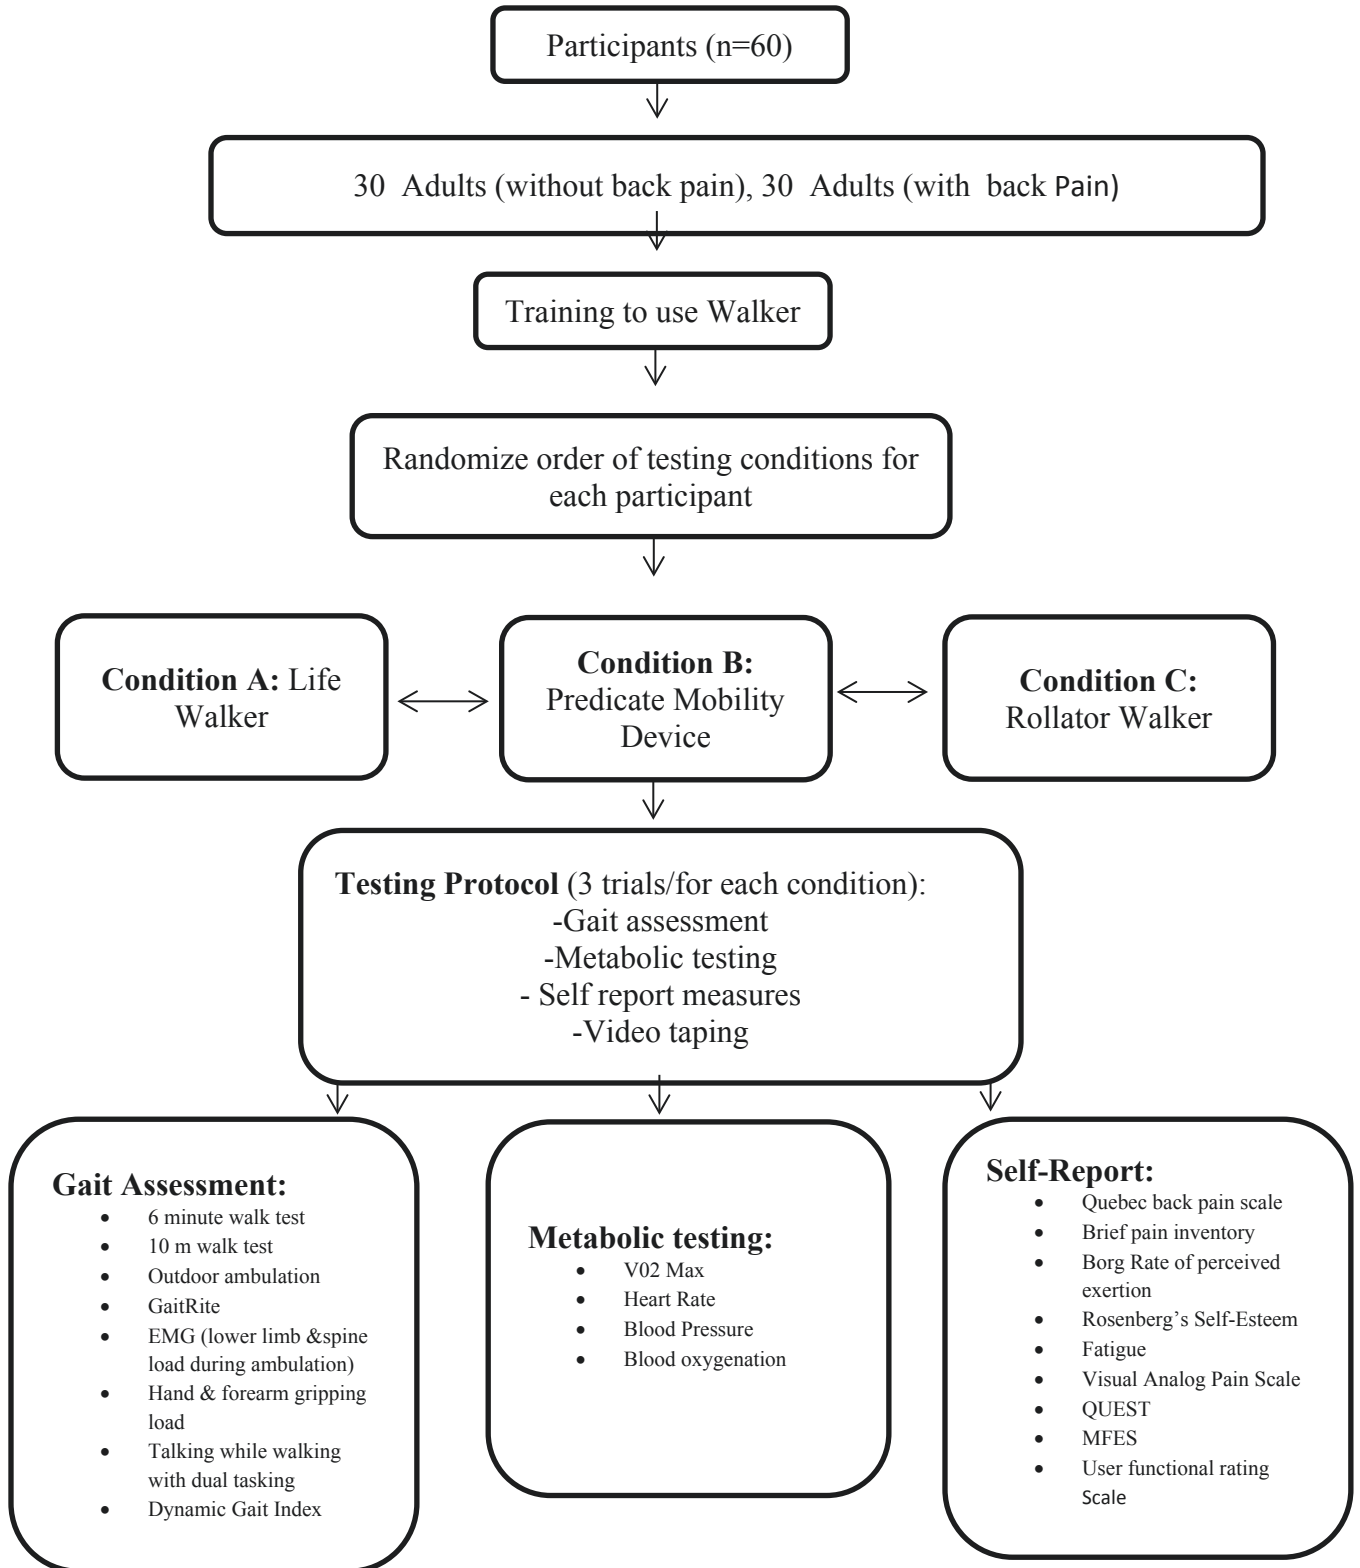 Participants (n=60)
30 Adults (without back pain), 30 Adults (with back Pain)
Training to use Walker
Randomize order of testing conditions for
each participant
Condition A: Life
Walker
Condition B:
Predicate Mobility
Device
Condition C:
Rollator Walker
Testing Protocol (3 trials/for each condition):
-Gait assessment
-Metabolic testing
- Self report measures
-Video taping
Gait Assessment:
• 6 minute walk test
• 10 m walk test
• Outdoor ambulation
• GaitRite
• EMG (lower limb &spine
load during ambulation)
• Hand & forearm gripping
load
• Talking while walking
with dual tasking
• Dynamic Gait Index
Metabolic testing:
• V02 Max
• Heart Rate
• Blood Pressure
• Blood oxygenation
Self-Report:
• Quebec back pain scale
• Brief pain inventory
• Borg Rate of perceived
exertion
• Rosenberg’s Self-Esteem
• Fatigue
• Visual Analog Pain Scale
• QUEST
• MFES
• User functional rating
Scale